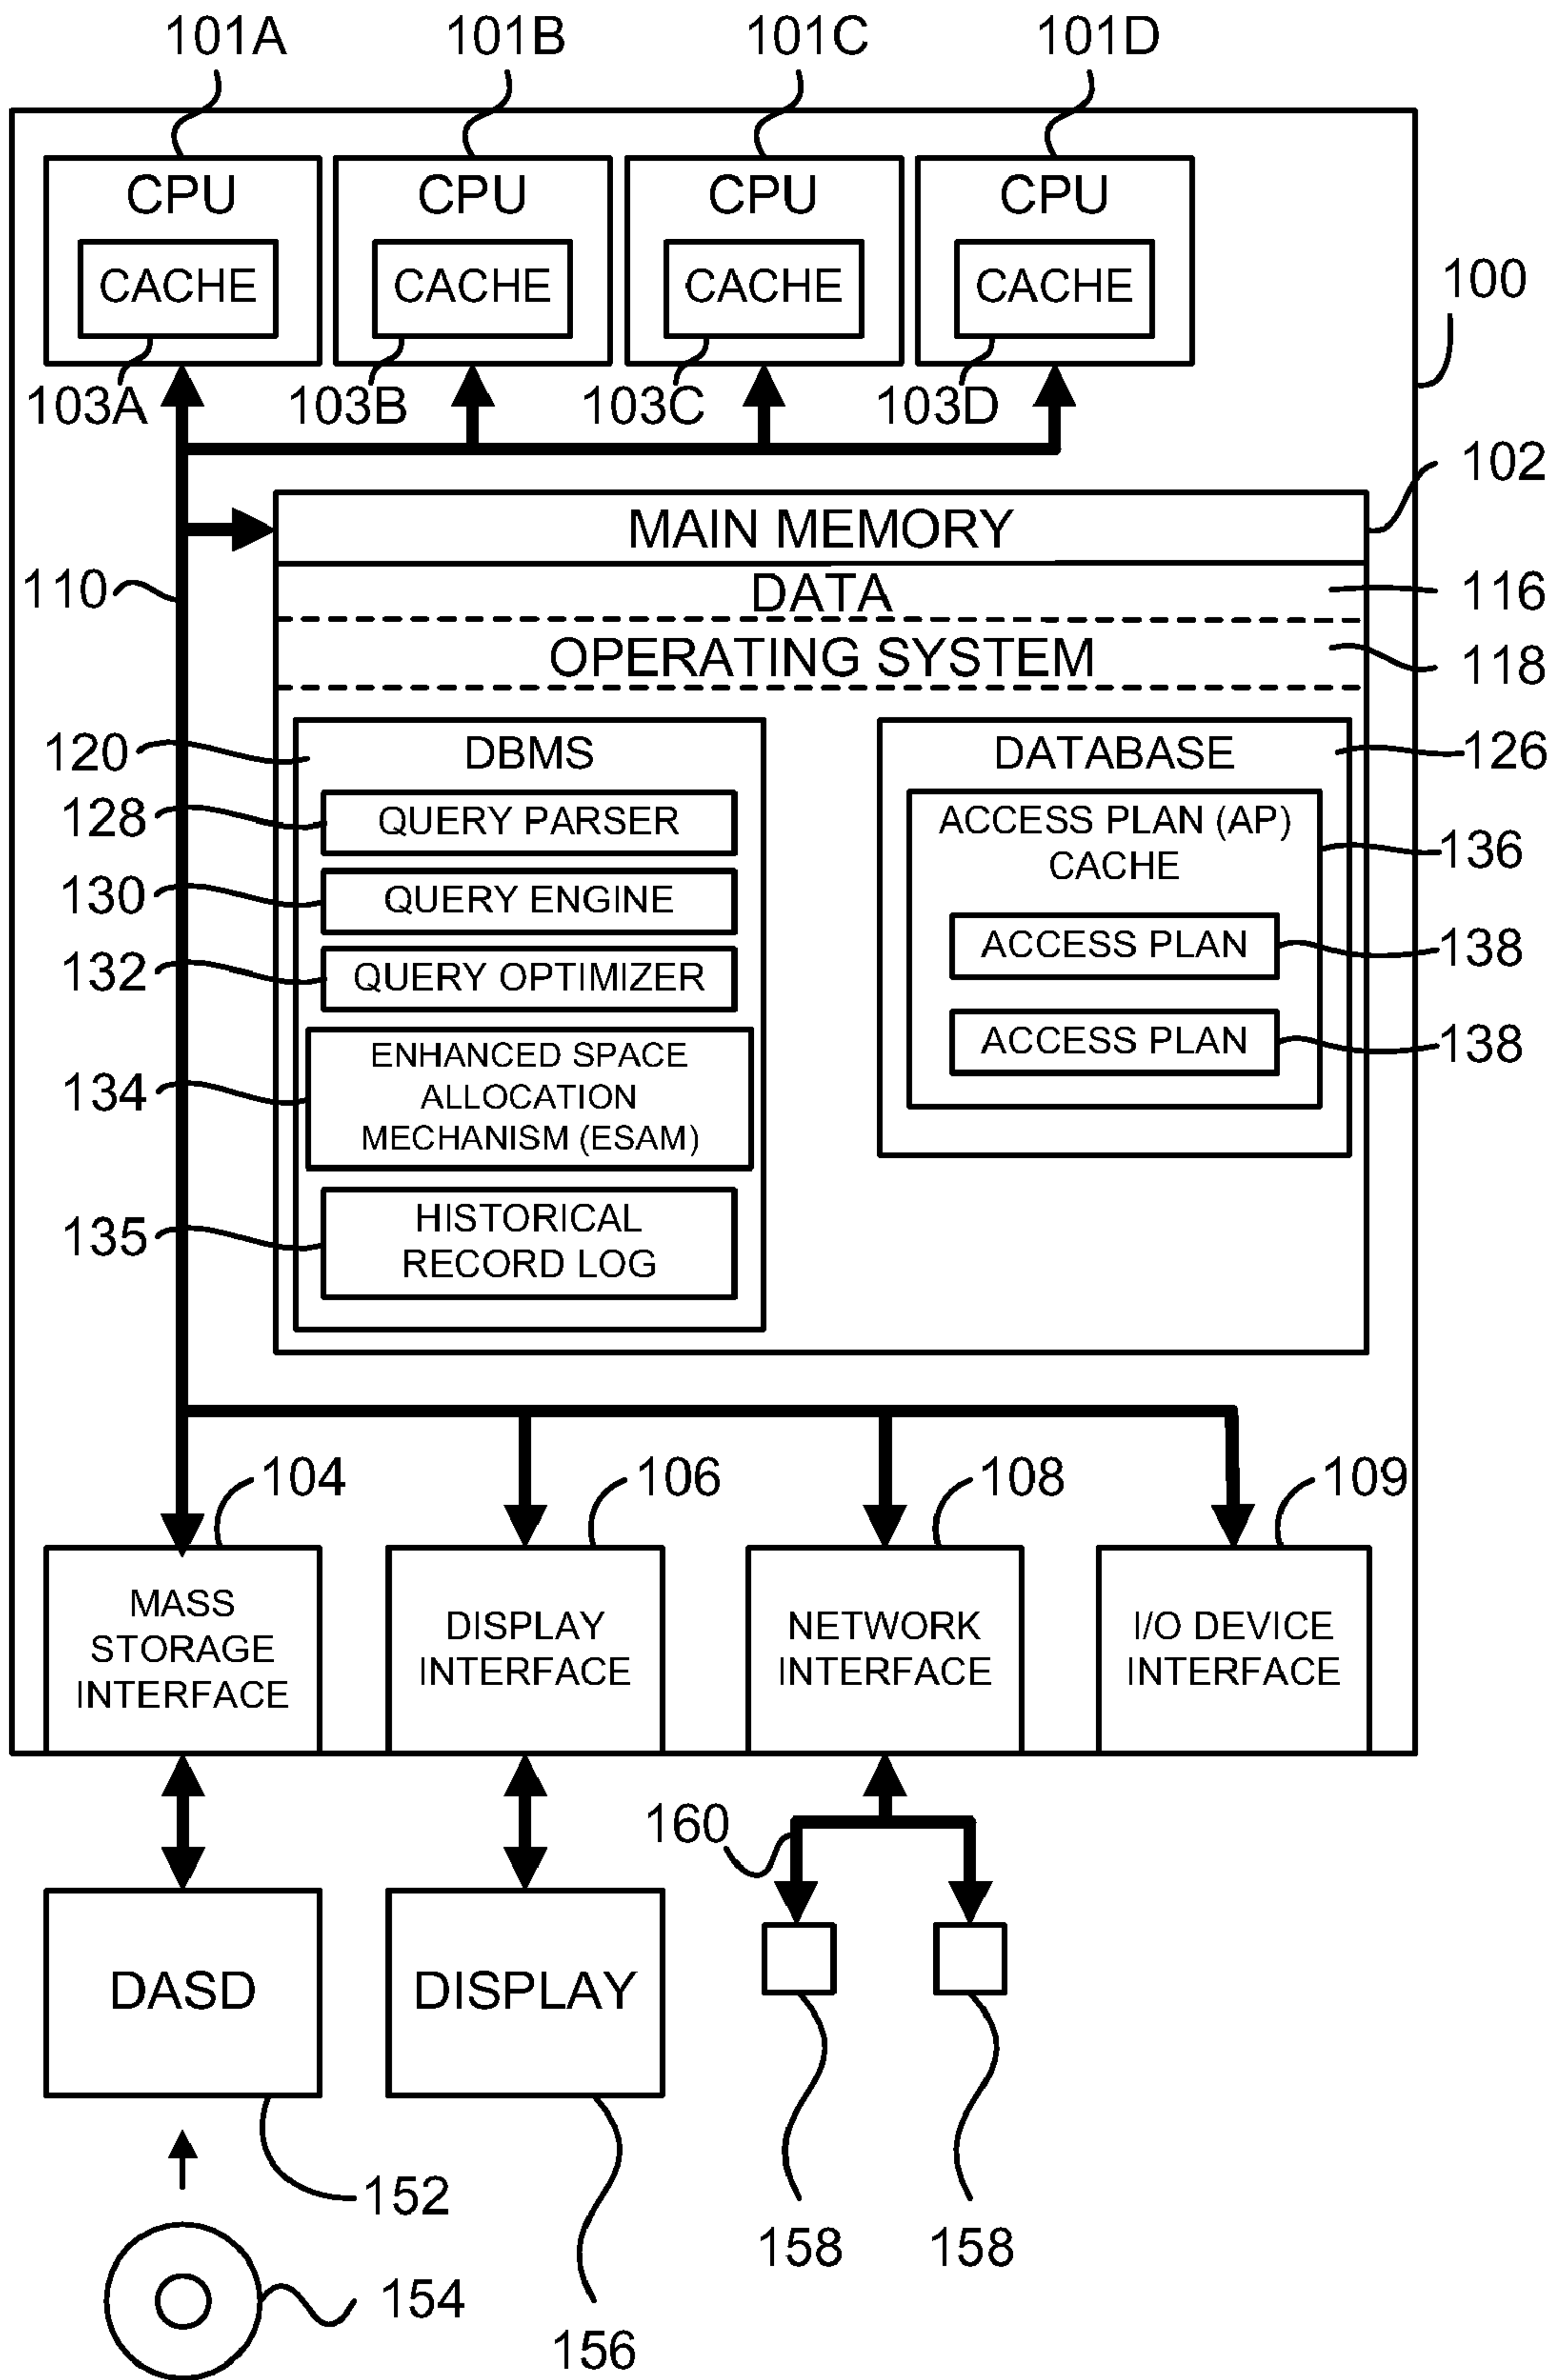 101A 101B 101C 101D
CPU CPU CPU CPU
CACHE CACHE CACHE CACHE
100
103A 103B 103C 103D
102
MAIN MEMORY
110
DATA
116
OPERATING SYSTEM
118
120
DBMS
128
QUERY PARSER
130
QUERY ENGINE
132
QUERY OPTIMIZER
134
ENHANCED SPACE
ALLOCATION
MECHANISM (ESAM)
135
HISTORICAL
RECORD LOG
DATABASE
126
ACCESS PLAN (AP)
CACHE
136
ACCESS PLAN
138
ACCESS PLAN
138
104 106 108 109
MASS
STORAGE
INTERFACE
DISPLAY
INTERFACE
NETWORK
INTERFACE
I/O DEVICE
INTERFACE
160
DASD
DISPLAY
152
158 158
154
156